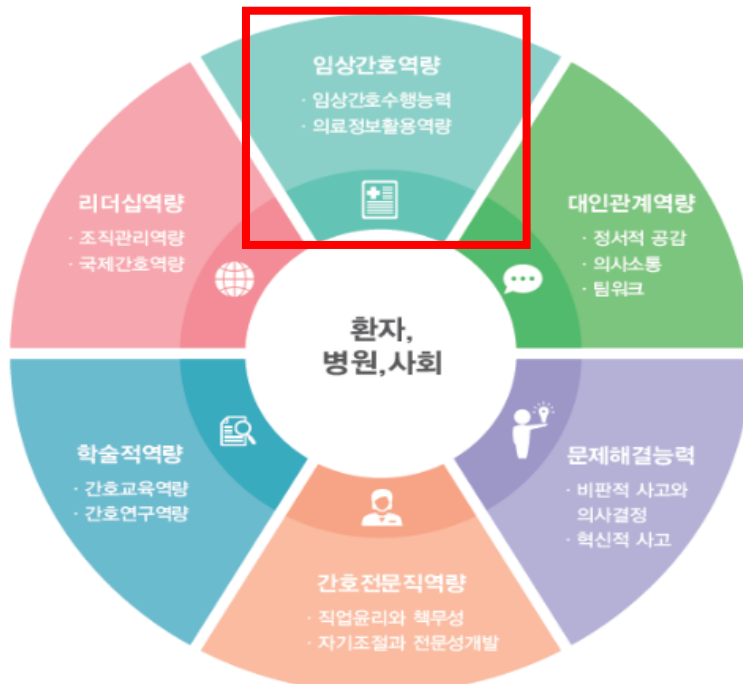 임상간호역량
· 임상간호수행능력
· 의료정보활용역량
대인관계역량
· 정서적 공감
· 의사소통
· 팀워크
문제해결능력
· 비판적 사고와
의사결정
· 혁신적 사고
간호전문직역량
· 직업윤리와 책무성
· 자기조절과 전문성개발
학술적역량
· 간호교육역량
· 간호연구역량
리더십역량
· 조직관리역량
· 국제간호역량
환자,
병원,사회